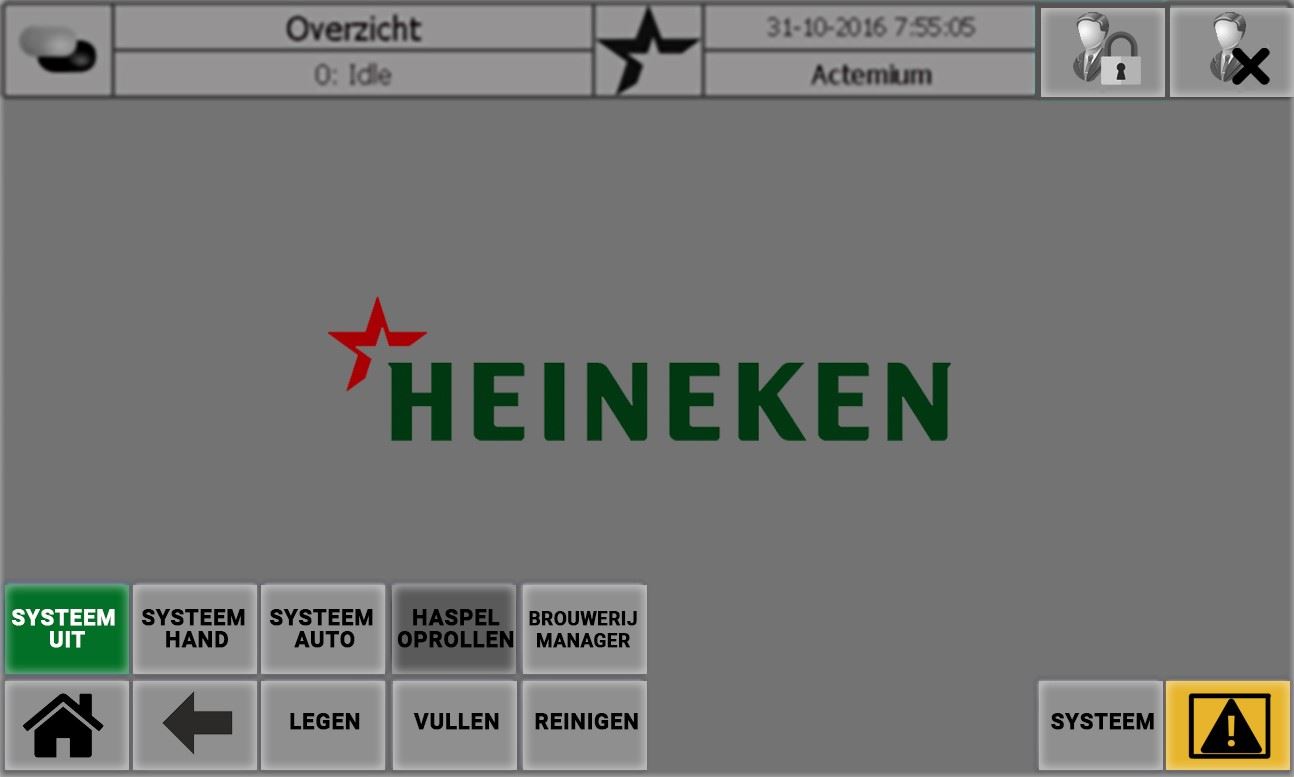 Overzicht
31-10-2016 7:55:05
0: Idle
Actemium
HEINEKEN
SYSTEEM
UIT
SYSTEEM
HAND
SYSTEEM
AUTO
HASPEL
OPROLLEN
BROUWERIJ
MANAGER
LEGEN
VULLEN
REINIGEN
SYSTEEM